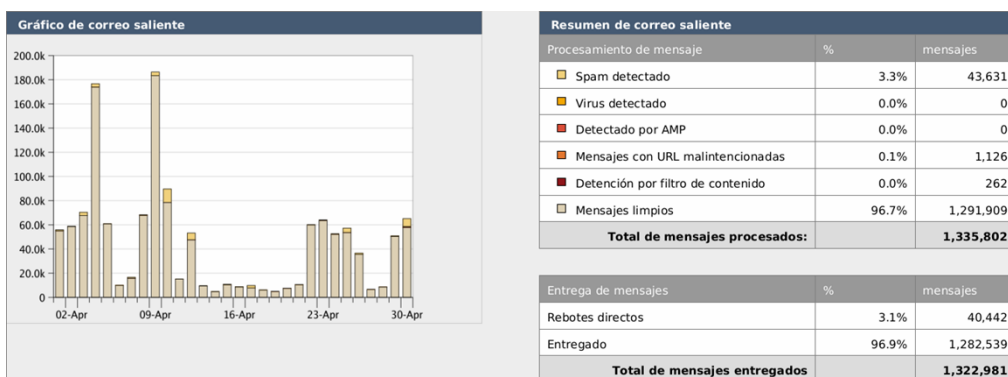 Gráfico de correo saliente
200.0k
180.0k
160.0k
140.0k
120.0k
100.0k
80.0k
60.0k
40.0k
20.0k
0
02-Apr 09-Apr 16-Apr 23-Apr 30-Apr
Resumen de correo saliente
Procesamiento de mensaje % mensajes
Spam detectado 3.3% 43,631
Virus detectado 0.0% 0
Detectado por AMP 0.0% 0
Mensajes con URL malintencionadas 0.1% 1,126
Detención por filtro de contenido 0.0% 262
Mensajes limpios 96.7% 1,291,909
Total de mensajes procesados: 1,335,802
Entrega de mensajes % mensajes
Rebotes directos 3.1% 40,442
Entregado 96.9% 1,282,539
Total de mensajes entregados 1,322,981